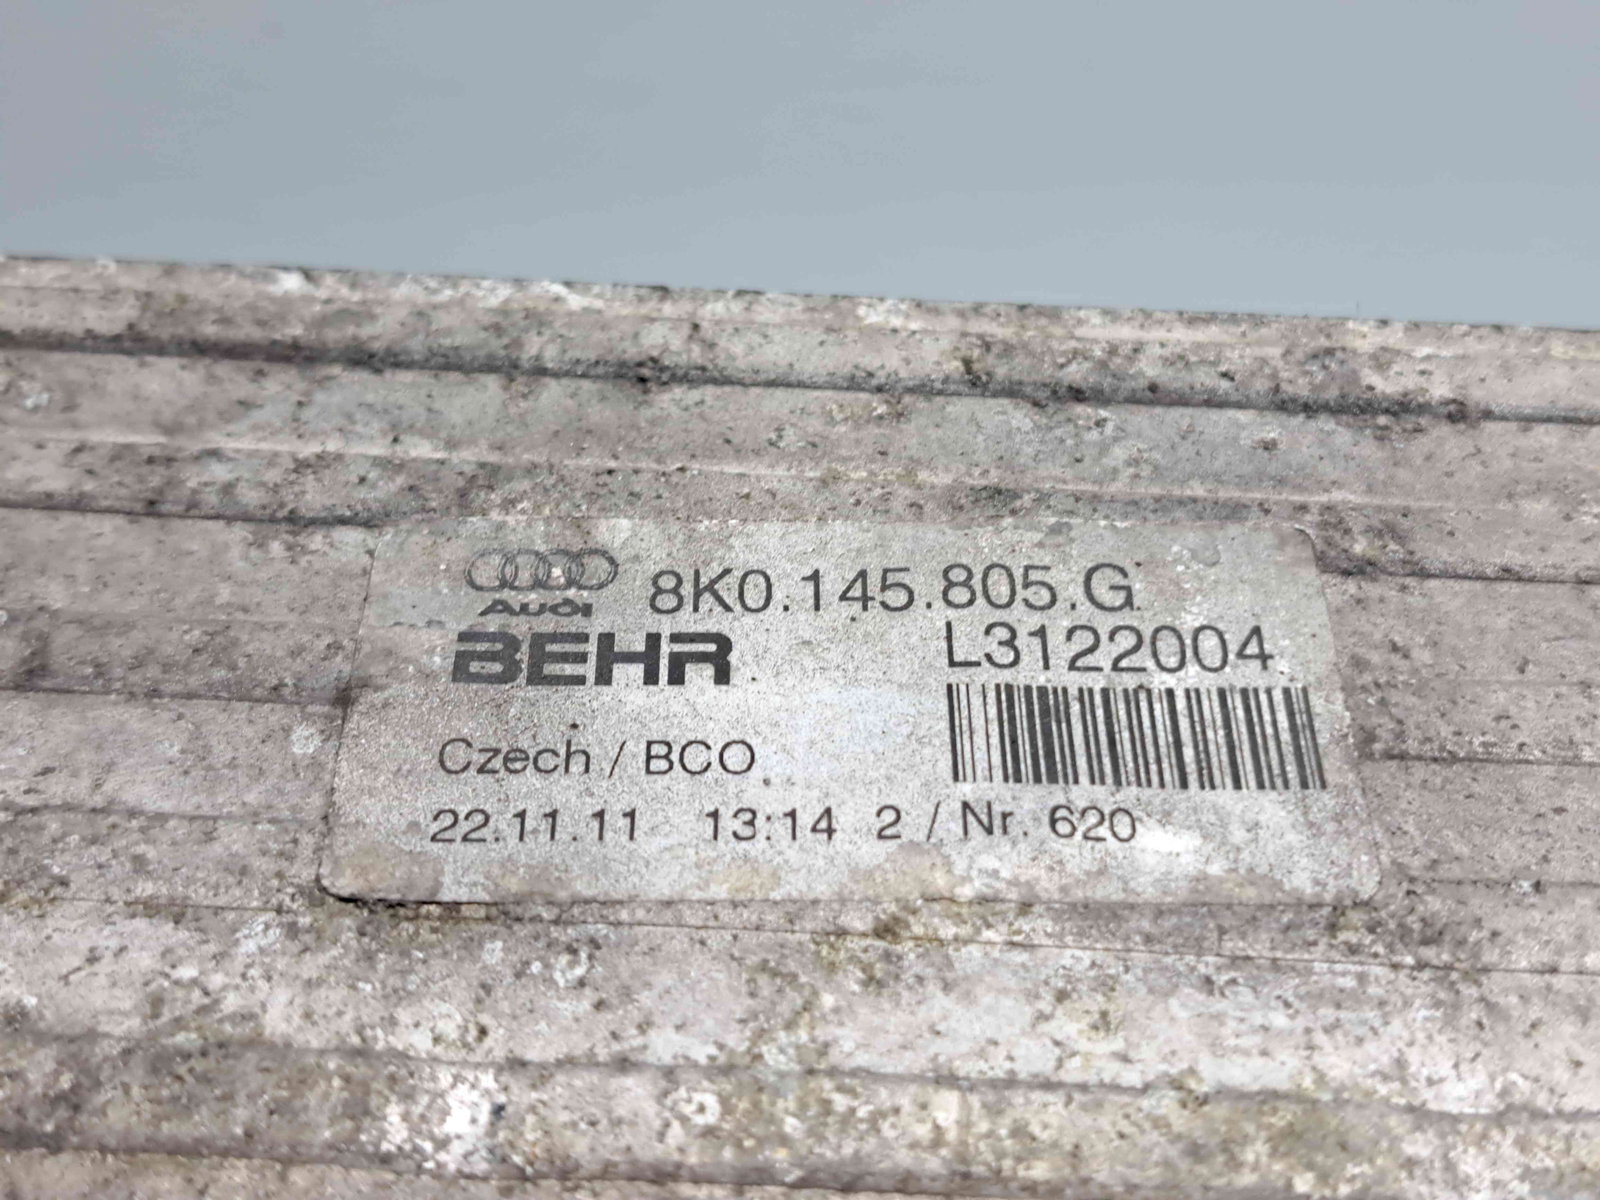 AUDI 8K0.145.805.G
BEHR L3122004
Czech / BCO
22.11.11 13:14 2 / Nr. 620